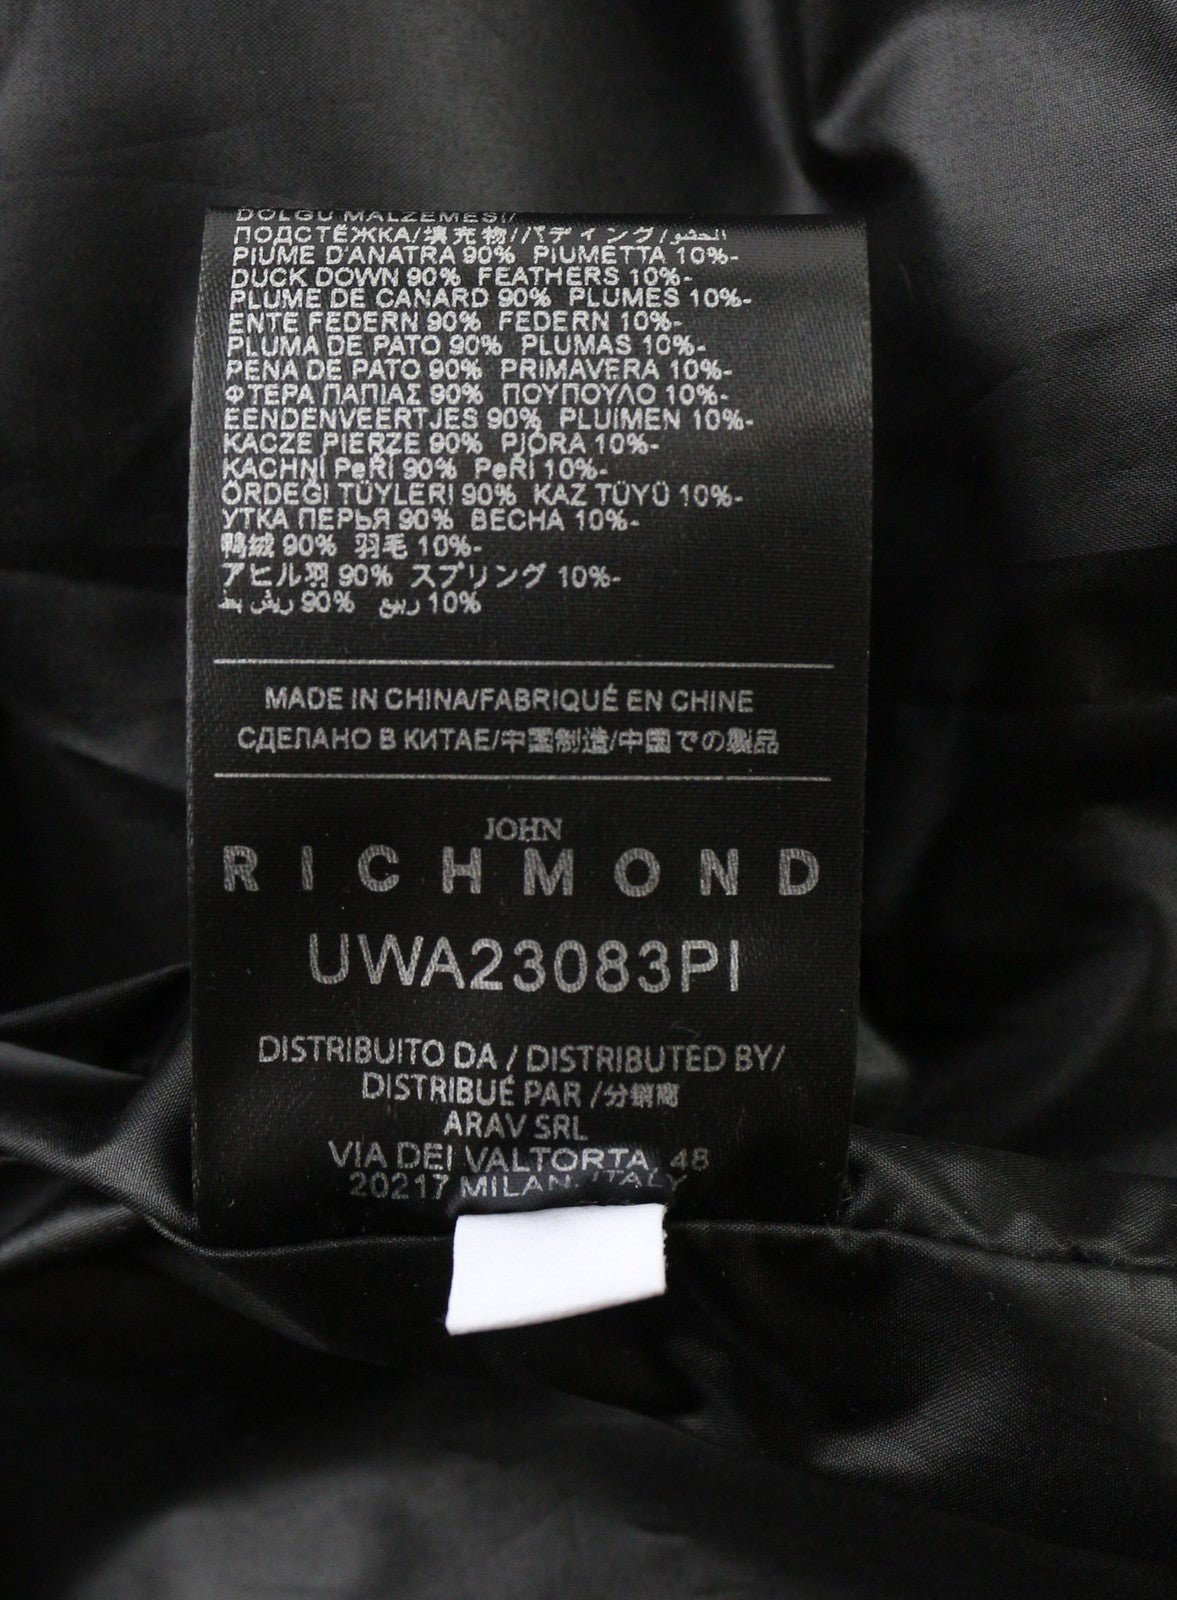 DOLGU MALZEMESİ/
ПОДСТЁЖКА/填充物/パディング/الحشو
PIUME D'ANATRA 90% PIUMETTA 10%-
DUCK DOWN 90% FEATHERS 10%-
PLUME DE CANARD 90% PLUMES 10%-
ENTE FEDERN 90% FEDERN 10%-
PLUMA DE PATO 90% PLUMAS 10%-
PENA DE PATO 90% PRIMAVERA 10%-
ΦΤΕΡΑ ΠΑΠΙΑΣ 90% ΠΟΥΠΟΥΛΟ 10%-
EENDENVEERTJES 90% PLUIMEN 10%-
KACZE PIERZE 90% PJÓRA 10%-
KACHNÍ PeŘÍ 90% PeŘÍ 10%-
ÖRDEĞİ TÜYLERİ 90% KAZ TÜYÜ 10%-
УТКА ПЕРЬЯ 90% ВЕСНА 10%-
鸭绒 90% 羽毛 10%-
アヒル羽 90% スプリング 10%-
ريش بط 90% ربيع 10%
MADE IN CHINA/FABRIQUÉ EN CHINE
СДЕЛАНО В КИТАЕ/中国制造/中国での製品
JOHN
RICHMOND
UWA23083PI
DISTRIBUITO DA / DISTRIBUTED BY/
DISTRIBUÉ PAR /分销商
ARAV SRL
VIA DEI VALTORTA, 48
20217 MILAN, ITALY